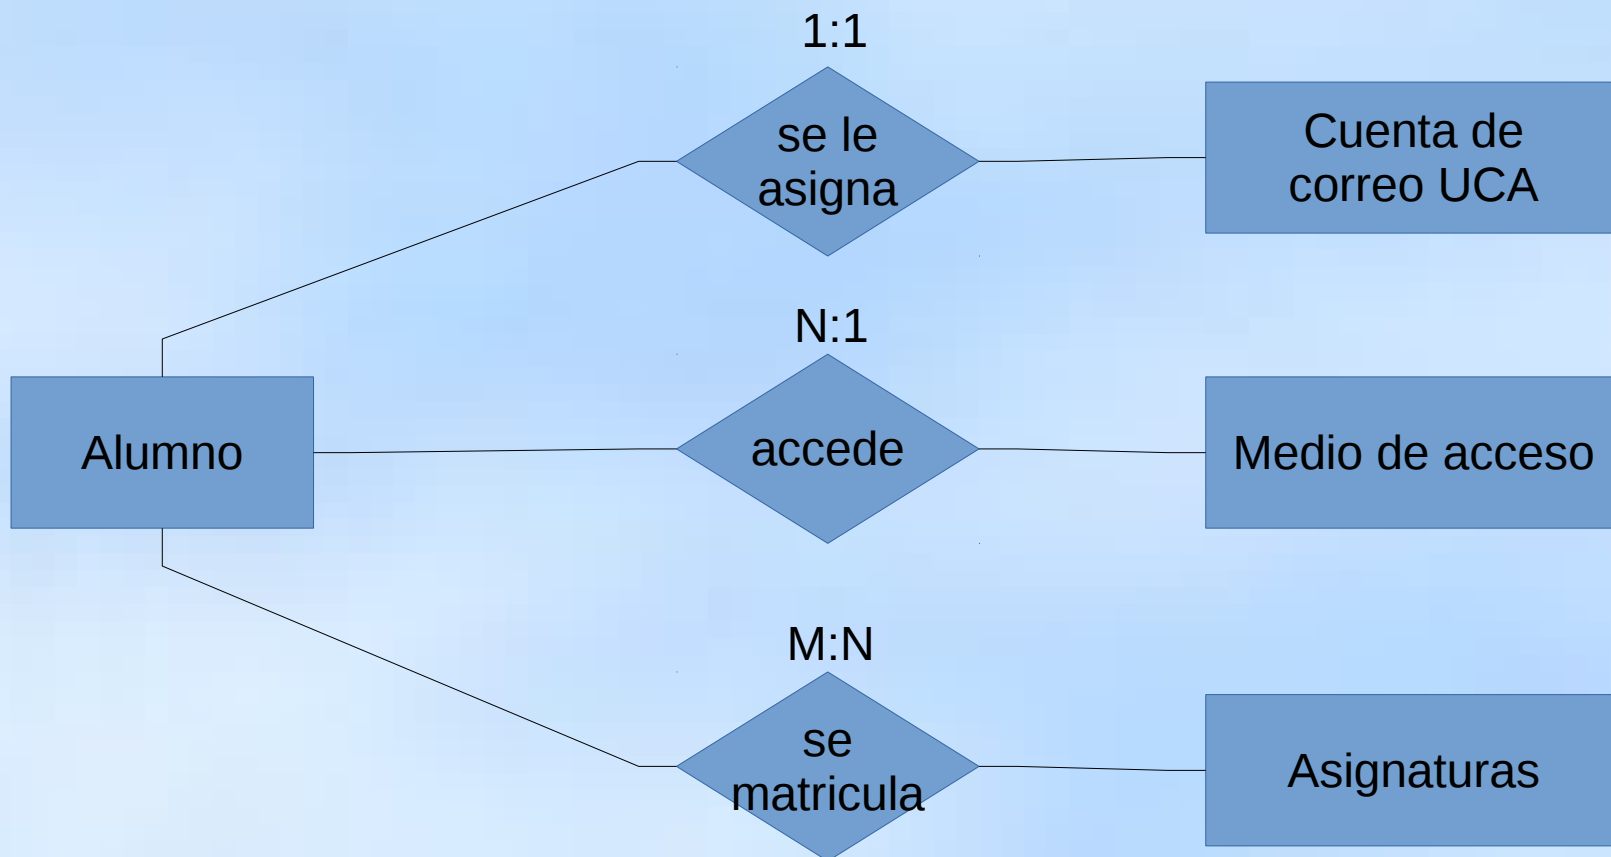 1:1
se le
asigna
Cuenta de
correo UCA
N:1
Alumno
accede
Medio de acceso
M:N
se
matricula
Asignaturas